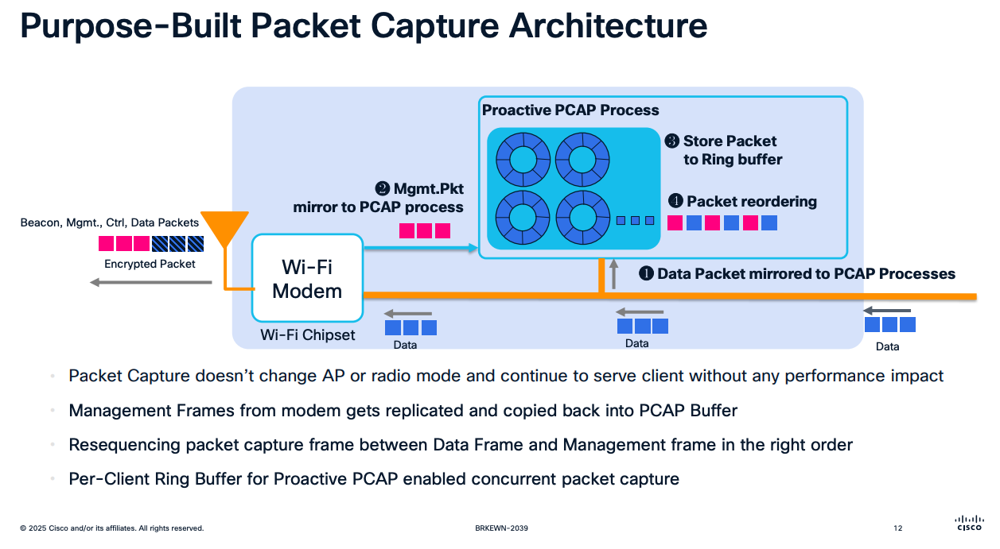 Purpose-Built Packet Capture Architecture
Proactive PCAP Process
❸ Store Packet
to Ring buffer
❷ Mgmt.Pkt
mirror to PCAP process
❹ Packet reordering
Beacon, Mgmt., Ctrl, Data Packets
Encrypted Packet
Wi-Fi
Modem
❶ Data Packet mirrored to PCAP Processes
Wi-Fi Chipset
Data
Data
Data
• Packet Capture doesn’t change AP or radio mode and continue to serve client without any performance impact
• Management Frames from modem gets replicated and copied back into PCAP Buffer
• Resequencing packet capture frame between Data Frame and Management frame in the right order
• Per-Client Ring Buffer for Proactive PCAP enabled concurrent packet capture
© 2025 Cisco and/or its affiliates. All rights reserved.
BRKEWN-2039
12
CISCO